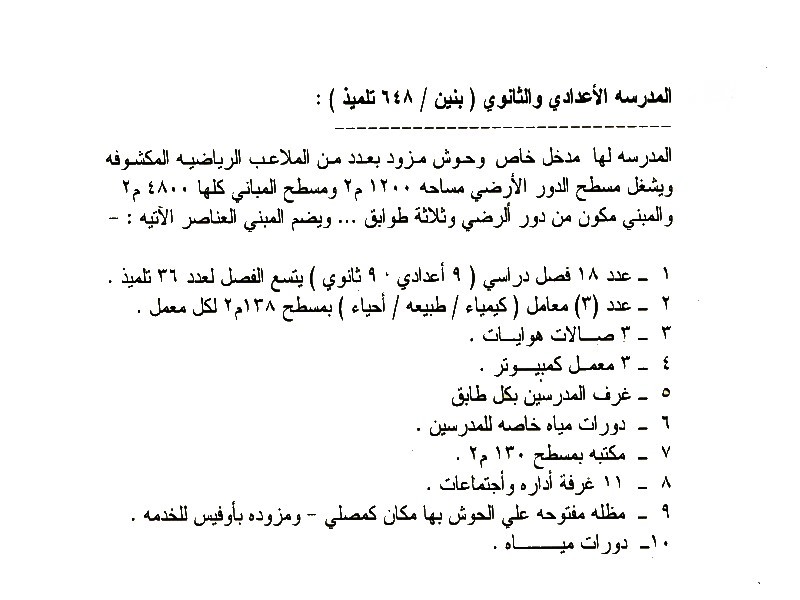 المدرسه الأعدادي والثانوي ( بنين / ٦٤٨ تلميذ ) :
المدرسه لها مدخل خاص وحوش مزود بعدد من الملاعب الرياضيه المكشوفه
ويشغل مسطح الدور الأرضي مساحه ١٢٠٠ م٢ ومسطح المباني كلها ٤٨٠٠ م٢
والمبني مكون من دور ألرضي وثلاثة طوابق ... ويضم المبني العناصر الآتيه : -
١ ـ عدد ١٨ فصل دراسي ( ٩ أعدادي ٠ ٩ ثانوي ) يتسع الفصل لعدد ٣٦ تلميذ .
٢ ـ عدد (٣) معامل ( كيمياء / طبيعه / أحياء ) بمسطح ١٣٨م٢ لكل معمل .
٣ ـ ٣ صـــالات هوايــات .
٤ ـ ٣ معمــل كمبيـــوتر .
٥ ـ غرف المدرسين بكل طابق
٦ ـ دورات مياه خاصه للمدرسين .
٧ ـ مكتبه بمسطح ١٣٠ م٢ .
٨ ـ ١١ غرفة أداره وأجتماعات .
٩ ـ مظله مفتوحه علي الحوش بها مكان كمصلي - ومزوده بأوفيس للخدمه .
١٠ـ دورات ميــــــاه .